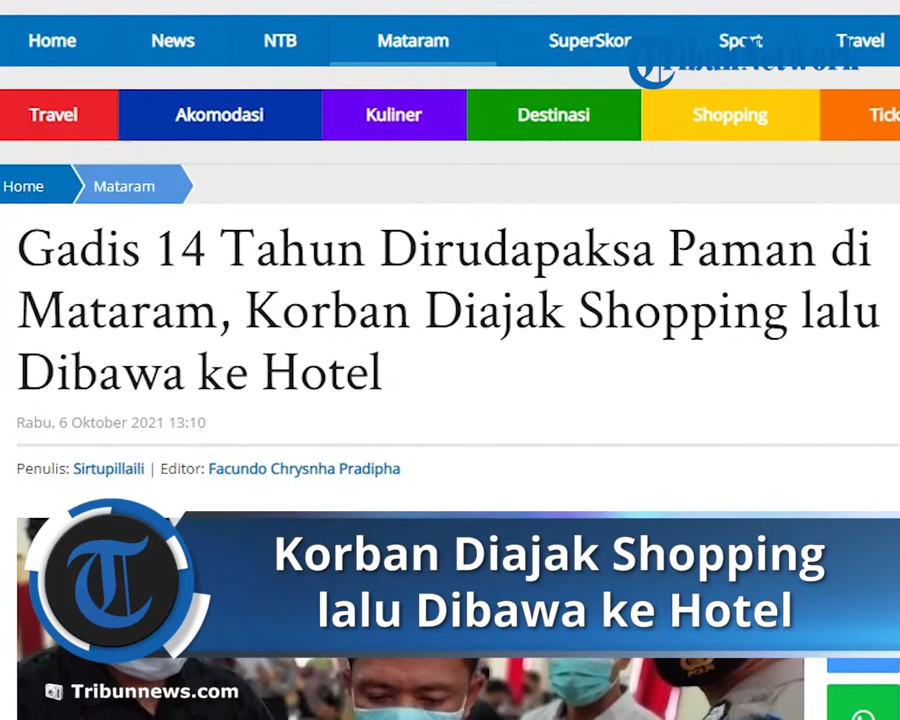 Home News NTB Mataram SuperSkor Sport Travel
TribunNetwork
Travel Akomodasi Kuliner Destinasi Shopping
Home Mataram
Gadis 14 Tahun Dirudapaksa Paman di
Mataram, Korban Diajak Shopping lalu
Dibawa ke Hotel
Rabu, 6 Oktober 2021 13:10
Penulis: Sirtupillaili | Editor: Facundo Chrysnha Pradipha
Korban Diajak Shopping
lalu Dibawa ke Hotel
Tribunnews.com